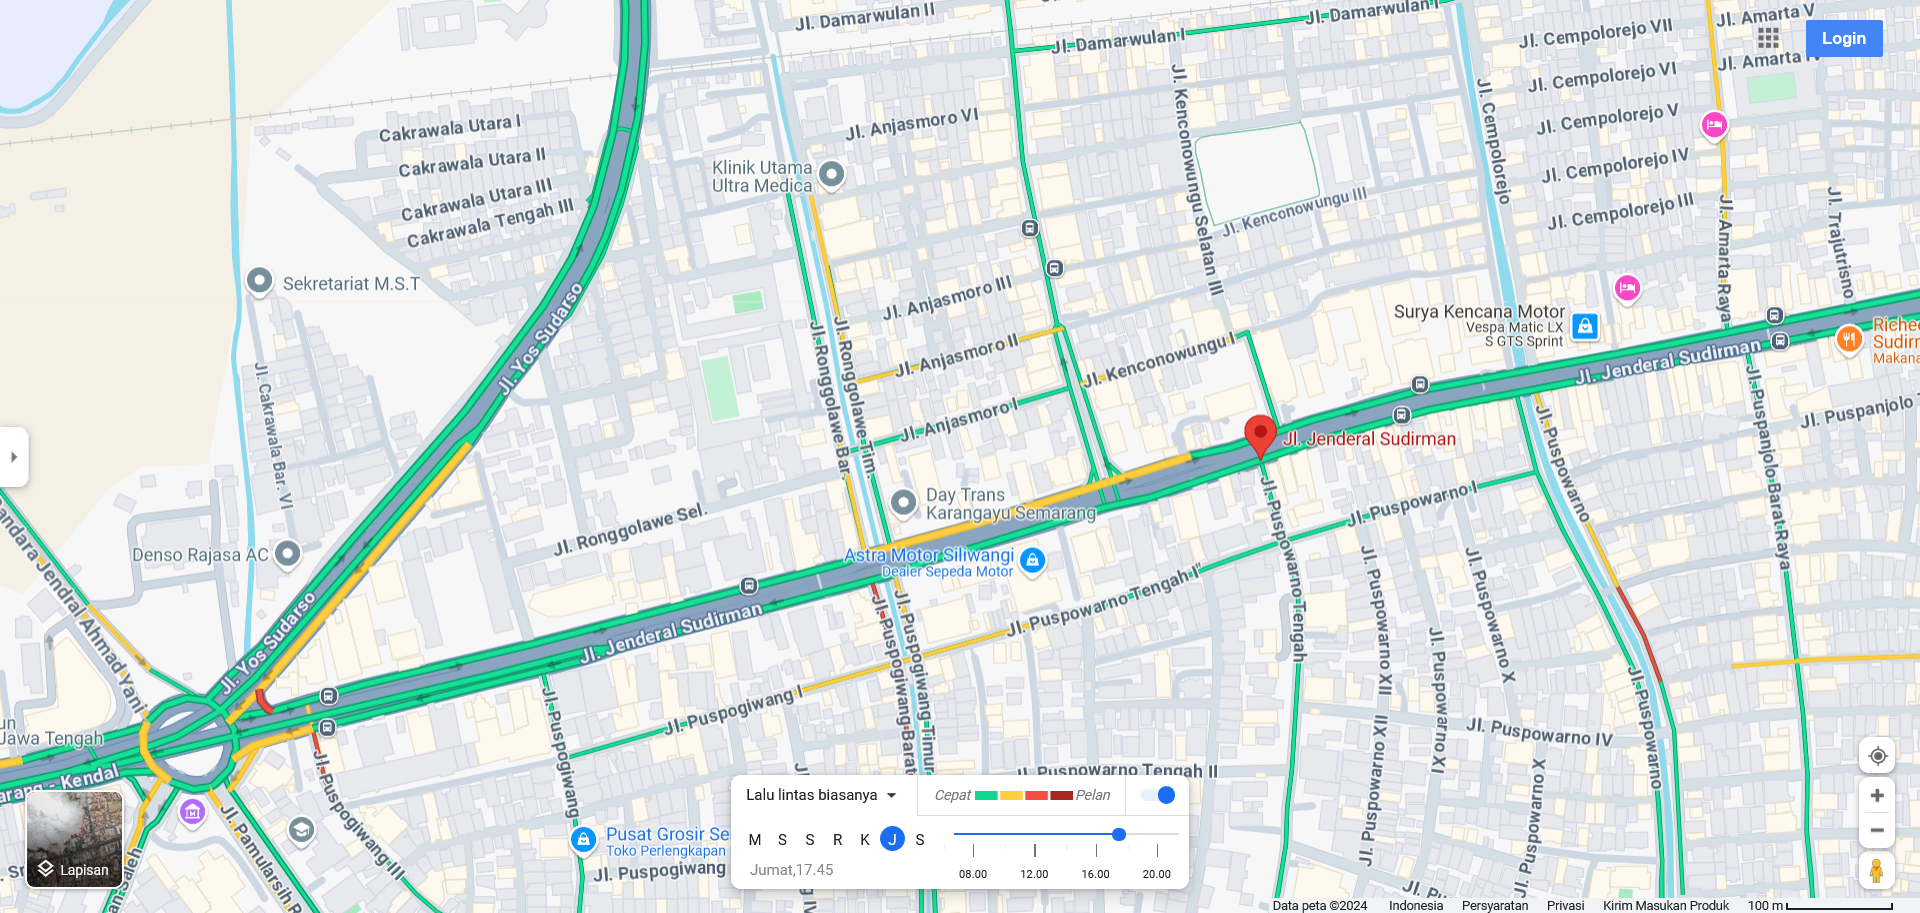 Jl. Damarwulan II
Jl. Damarwulan I
Jl. Damarwulan I
Jl. Amarta V
Jl. Cempolorejo VII
Login
Jl. Amarta IV
Jl. Cempolorejo VI
Jl. Cempolorejo V
Jl. Cempolorejo IV
Jl. Cempolorejo III
Jl. Cempolorejo
Jl. Kenconowungu Selatan III
Jl. Kenconowungu III
Jl. Anjasmoro VI
Cakrawala Utara I
Cakrawala Utara II
Cakrawala Utara III
Cakrawala Tengah III
Klinik Utama
Ultra Medica
Jl. Amarta Raya
Jl. Trajutrisno
Sekretariat M.S.T
Jl. Yos Sudarso
Jl. Anjasmoro III
Jl. Anjasmoro II
Jl. Anjasmoro I
Jl. Ronggolawe Tim.
Jl. Ronggolawe Bar.
Jl. Kenconowungu I
Surya Kencana Motor
Vespa Matic LX
S GTS Sprint
Jl. Jenderal Sudirman
Jl. Cakrawala Bar. VI
Jl. Jenderal Sudirman
Jl. Puspanjolo T
Jl. Puspanjolo Barat Raya
Jl. Puspowarno
Day Trans
Karangayu Semarang
Jl. Ronggolawe Sel.
Jl. Puspowarno I
Jl. Puspowarno Tengah
Denso Rajasa AC
Astra Motor Siliwangi
Dealer Sepeda Motor
Jl. Puspowarno Tengah I
Jl. Puspowarno XII
Jl. Puspowarno X
Jl. Puspowarno XI
Jl. Yos Sudarso
Jl. Jenderal Sudirman
Jl. Puspogiwang Barat
Jl. Puspogiwang Timur
Jendral Ahmad Yani
Jl. Puspogiwang I
Jl. Puspogiwang
Jl. Puspogiwang III
Jawa Tengah
Kendal
Jl. Puspowarno IV
Jl. Puspowarno
Jl. Puspowarno Tengah II
Jl. Puspowarno XII
Jl. Puspowarno X
Jl. Pamularsih R
Pusat Grosir Se
Toko Perlengkapan
Jl. Puspogiwang
Lapisan
Lalu lintas biasanya
Cepat
Pelan
M S S R K J S
Jumat,17.45
08.00 12.00 16.00 20.00
Data peta ©2024 Indonesia Persyaratan Privasi Kirim Masukan Produk 100 m